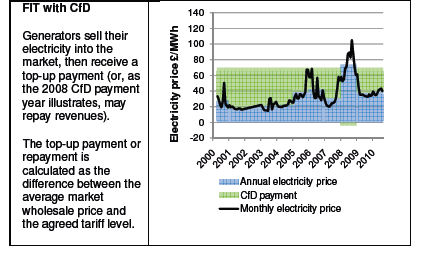 FIT with CfD
Generators sell their
electricity into the
market, then receive a
top-up payment (or, as
the 2008 CfD payment
year illustrates, may
repay revenues).
The top-up payment or
repayment is
calculated as the
difference between the
average market
wholesale price and
the agreed tariff level.
Electricity price £/MWh
140
120
100
80
60
40
20
0
-20
2000
2001
2002
2003
2004
2005
2006
2007
2008
2009
2010
Annual electricity price
CfD payment
Monthly electricity price